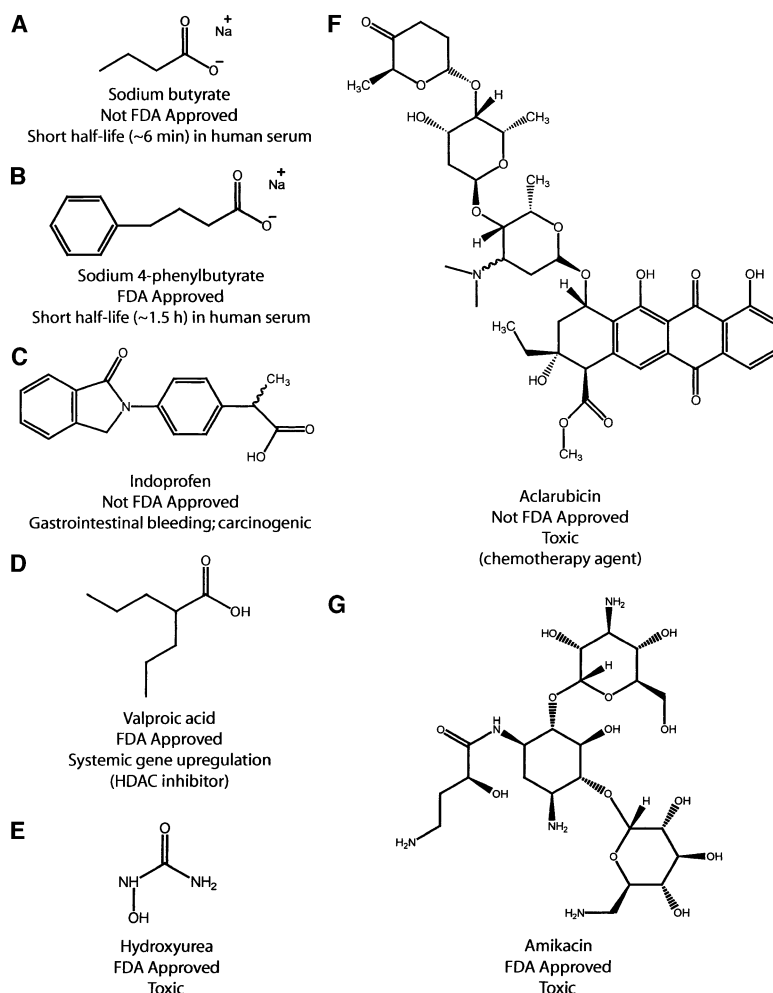 A
O
Na
+
O
−
Sodium butyrate
Not FDA Approved
Short half-life (~6 min) in human serum
B
O
Na
+
O
−
Sodium 4-phenylbutyrate
FDA Approved
Short half-life (~1.5 h) in human serum
C
O
N
CH3
O
HO
Indoprofen
Not FDA Approved
Gastrointestinal bleeding; carcinogenic
D
O
OH
Valproic acid
FDA Approved
Systemic gene upregulation
(HDAC inhibitor)
E
O
NH
NH2
OH
Hydroxyurea
FDA Approved
Toxic
F
O
H3C
O
O
H
HO
CH3
O
O
CH3
H
O
N
O
H
OH
O
OH
H3C
HO
O
O
O
CH3
Aclarubicin
Not FDA Approved
Toxic
(chemotherapy agent)
G
NH2
HO
OH
H
O
O
OH
O
H
N
OH
OH
O
H2N
NH2
H
OH
O
OH
H2N
OH
Amikacin
FDA Approved
Toxic